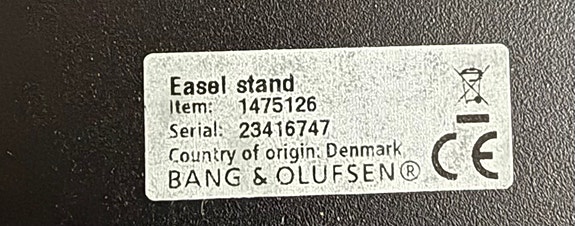 Easel stand
Item: 1475126
Serial: 23416747
Country of origin: Denmark
BANG & OLUFSEN®
CE